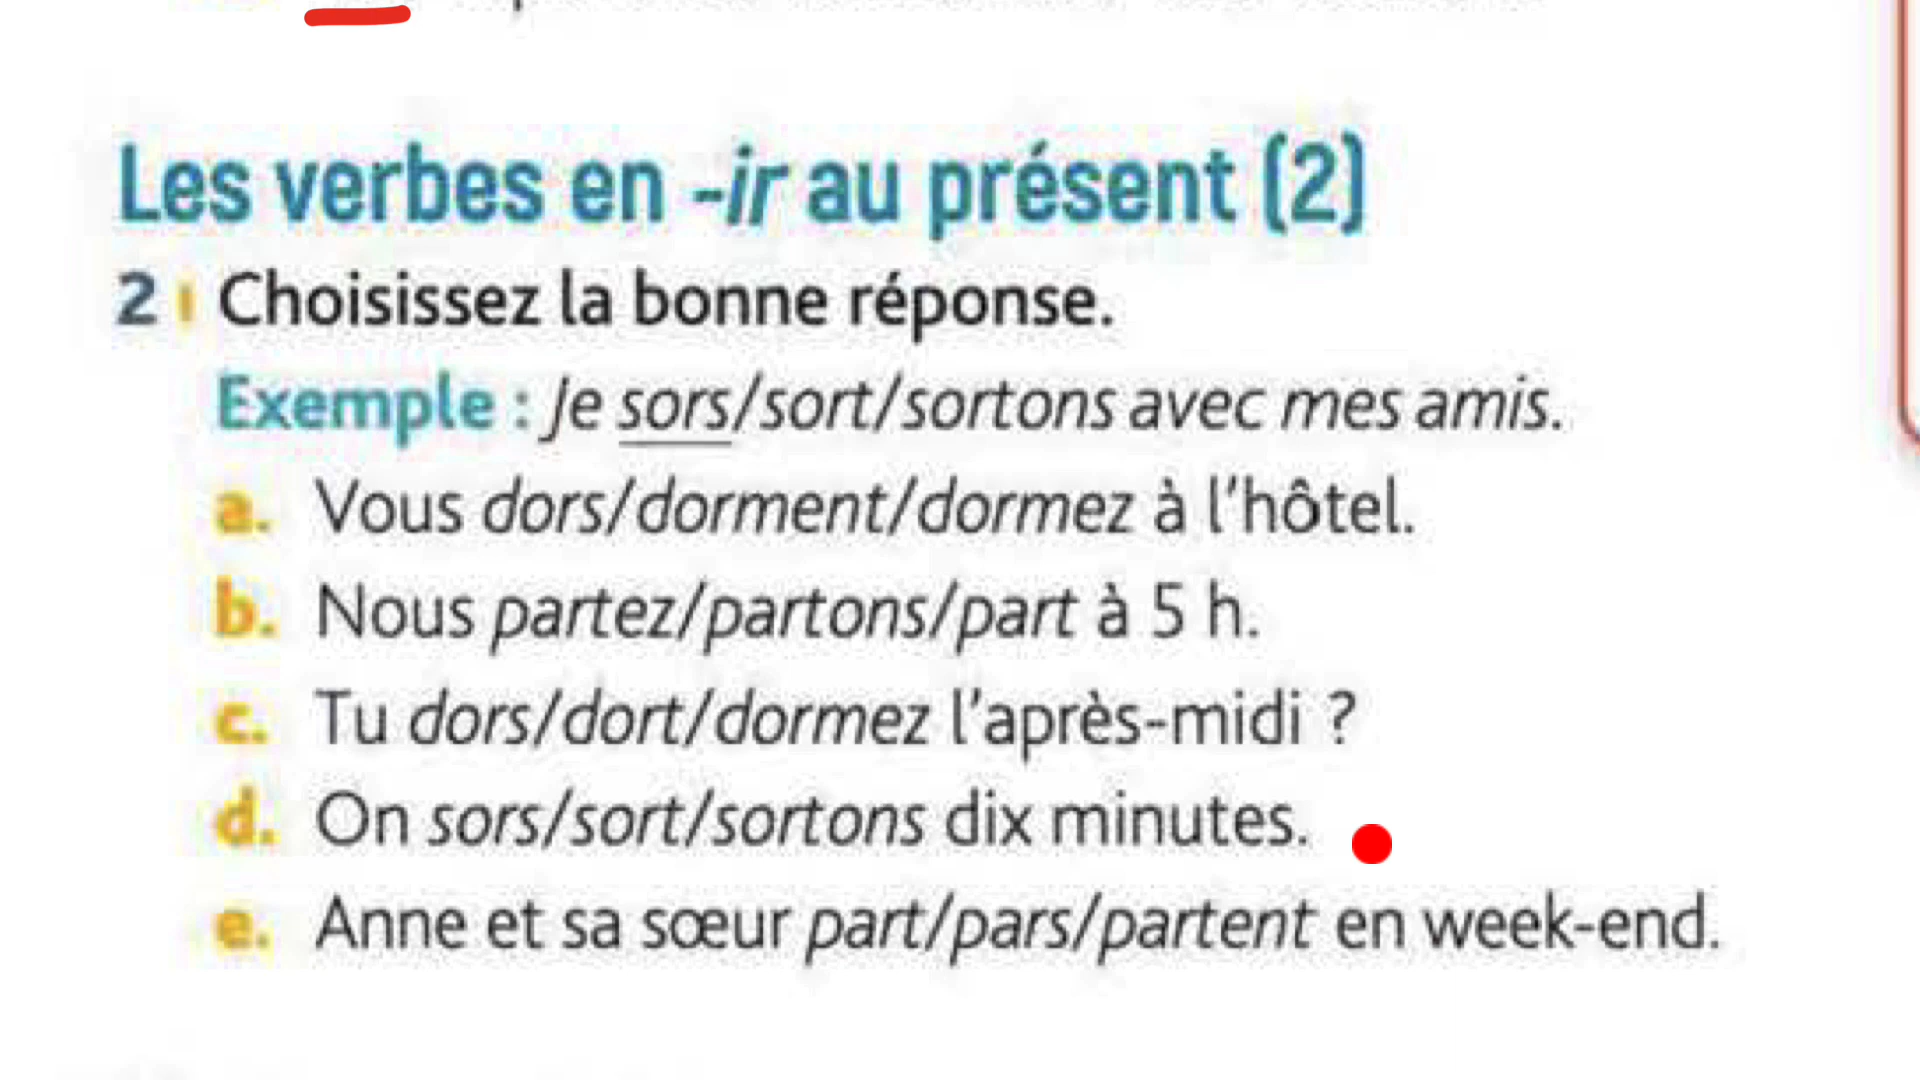 Les verbes en -ir au présent (2)
2 | Choisissez la bonne réponse.
Exemple : Je sors/sort/sortons avec mes amis.
a. Vous dors/dorment/dormez à l'hôtel.
b. Nous partez/partons/part à 5 h.
c. Tu dors/dort/dormez l'après-midi ?
d. On sors/sort/sortons dix minutes.
e. Anne et sa sœur part/pars/partent en week-end.